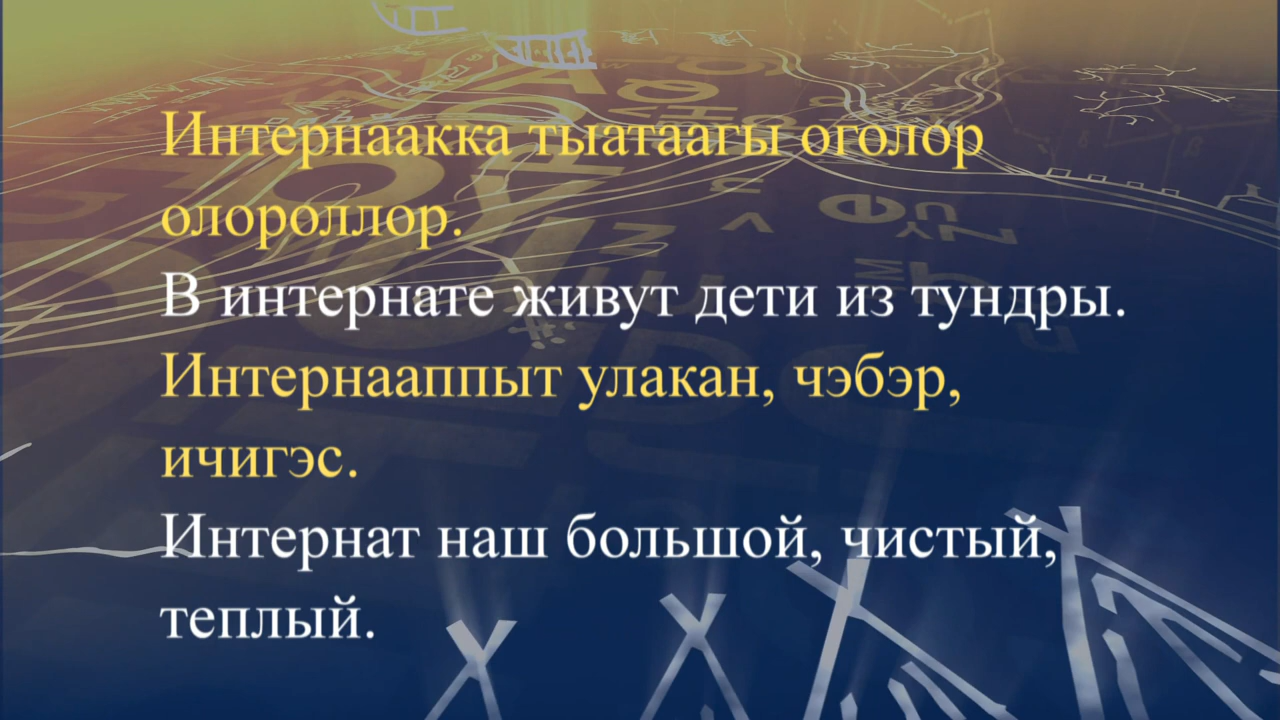 Интернаакка тыатаагы оголор
олороллор.
В интернате живут дети из тундры.
Интернааппыт улакан, чэбэр,
ичигэс.
Интернат наш большой, чистый,
теплый.